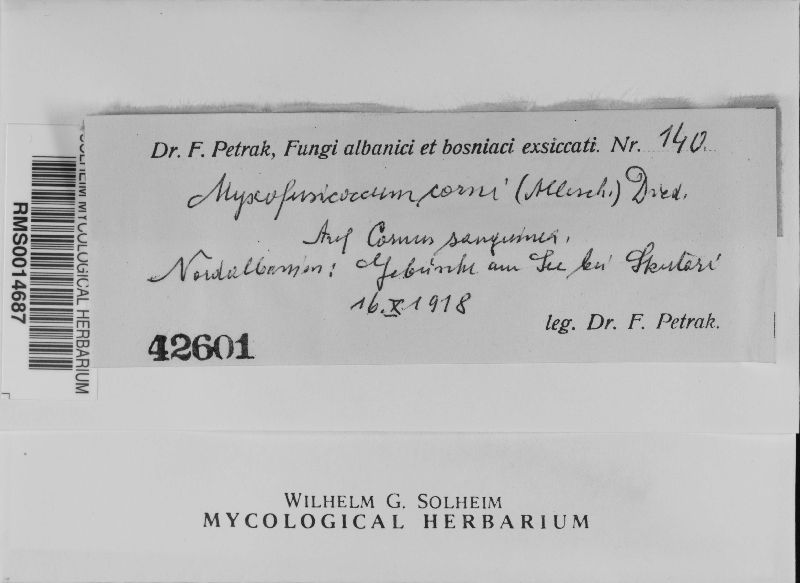 Dr. F. Petrak, Fungi albanici et bosniaci exsiccati. Nr. 140.
Myxofusicoccum corni (Allesch.) Died.
Auf Cornus sanguinea.
Nordalbanien: Gebüsche am See bei Skutari
16.X.1918
leg. Dr. F. Petrak.
42601
SOLHEIM MYCOLOGICAL HERBARIUM
RMS0014687
WILHELM G. SOLHEIM
MYCOLOGICAL HERBARIUM